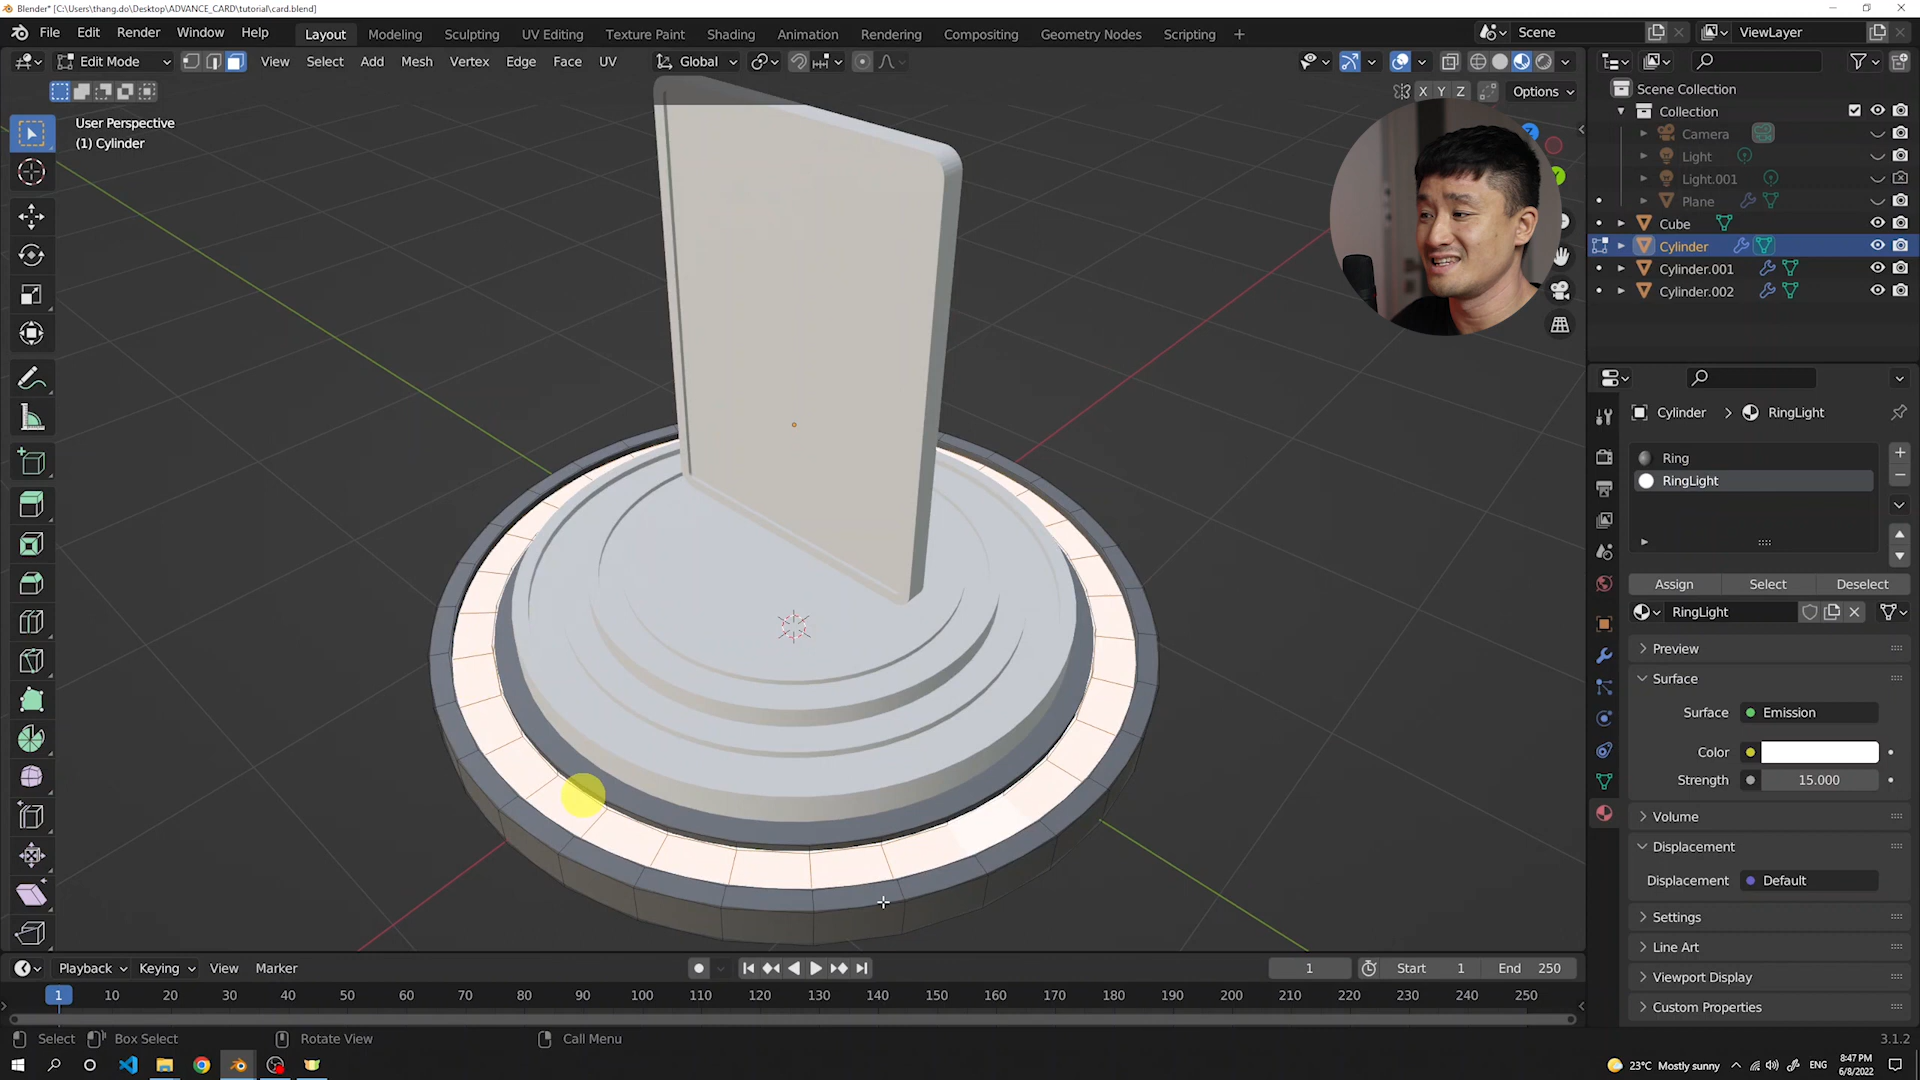 Blender* [C:\Users\thang.do\Desktop\ADVANCE_CARD\tutorial\card.blend]
File Edit Render Window Help Layout Modeling Sculpting UV Editing Texture Paint Shading Animation Rendering Compositing Geometry Nodes Scripting + Scene ViewLayer
Edit Mode View Select Add Mesh Vertex Edge Face UV Global
X Y Z Options
User Perspective
(1) Cylinder
Scene Collection
Collection
Camera
Light
Light.001
Plane
Cube
Cylinder
Cylinder.001
Cylinder.002
Cylinder > RingLight
Ring
RingLight
Assign Select Deselect
RingLight
Preview
Surface
Surface Emission
Color
Strength 15.000
Volume
Displacement
Displacement Default
Settings
Line Art
Viewport Display
Custom Properties
Playback Keying View Marker 1 Start 1 End 250
1 10 20 30 40 50 60 70 80 90 100 110 120 130 140 150 160 170 180 190 200 210 220 230 240 250
Select Box Select Rotate View Call Menu 3.1.2
23°C Mostly sunny ENG 8:47 PM
6/8/2022